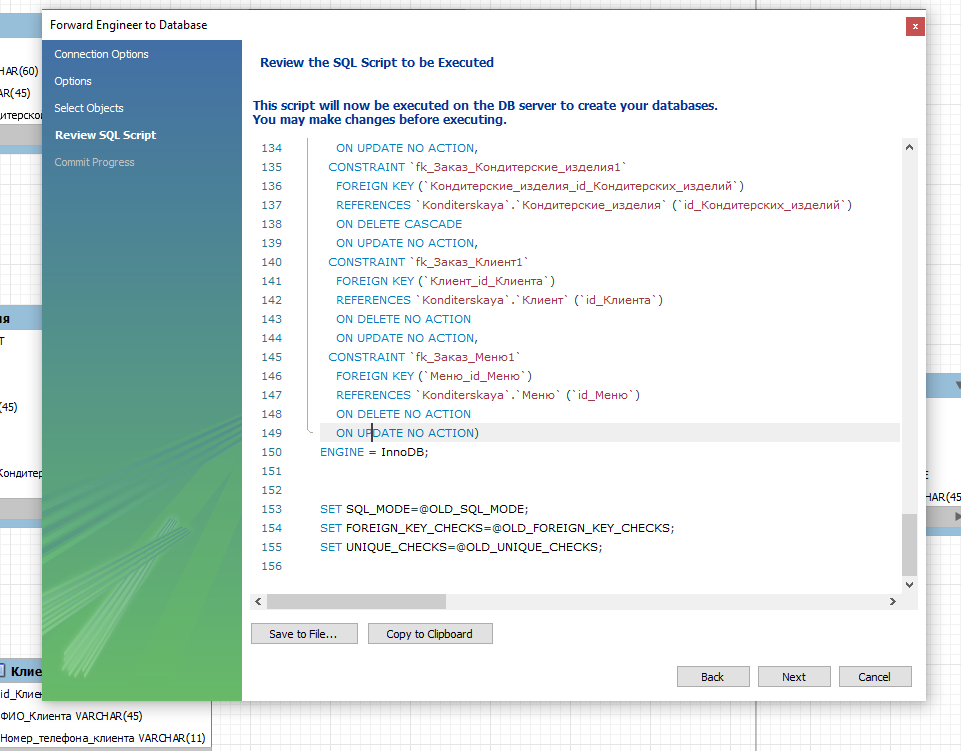 Forward Engineer to Database
x
Connection Options
Options
Select Objects
Review SQL Script
Commit Progress
Review the SQL Script to be Executed
This script will now be executed on the DB server to create your databases.
You may make changes before executing.
134 ON UPDATE NO ACTION,
135 CONSTRAINT `fk_Заказ_Кондитерские_изделия1`
136 FOREIGN KEY (`Кондитерские_изделия_id_Кондитерских_изделий`)
137 REFERENCES `Konditerskaya`.`Кондитерские_изделия` (`id_Кондитерских_изделий`)
138 ON DELETE CASCADE
139 ON UPDATE NO ACTION,
140 CONSTRAINT `fk_Заказ_Клиент1`
141 FOREIGN KEY (`Клиент_id_Клиента`)
142 REFERENCES `Konditerskaya`.`Клиент` (`id_Клиента`)
143 ON DELETE NO ACTION
144 ON UPDATE NO ACTION,
145 CONSTRAINT `fk_Заказ_Меню1`
146 FOREIGN KEY (`Меню_id_Меню`)
147 REFERENCES `Konditerskaya`.`Меню` (`id_Меню`)
148 ON DELETE NO ACTION
149 ON UPDATE NO ACTION)
150 ENGINE = InnoDB;
151
152
153 SET SQL_MODE=@OLD_SQL_MODE;
154 SET FOREIGN_KEY_CHECKS=@OLD_FOREIGN_KEY_CHECKS;
155 SET UNIQUE_CHECKS=@OLD_UNIQUE_CHECKS;
156
Save to File...
Copy to Clipboard
Back
Next
Cancel
HAR(60)
AR(45)
дитерской
ия
Т
(45)
Кондитер
HAR(45
Клие
id_Клиен
ФИО_Клиента VARCHAR(45)
Номер_телефона_клиента VARCHAR(11)